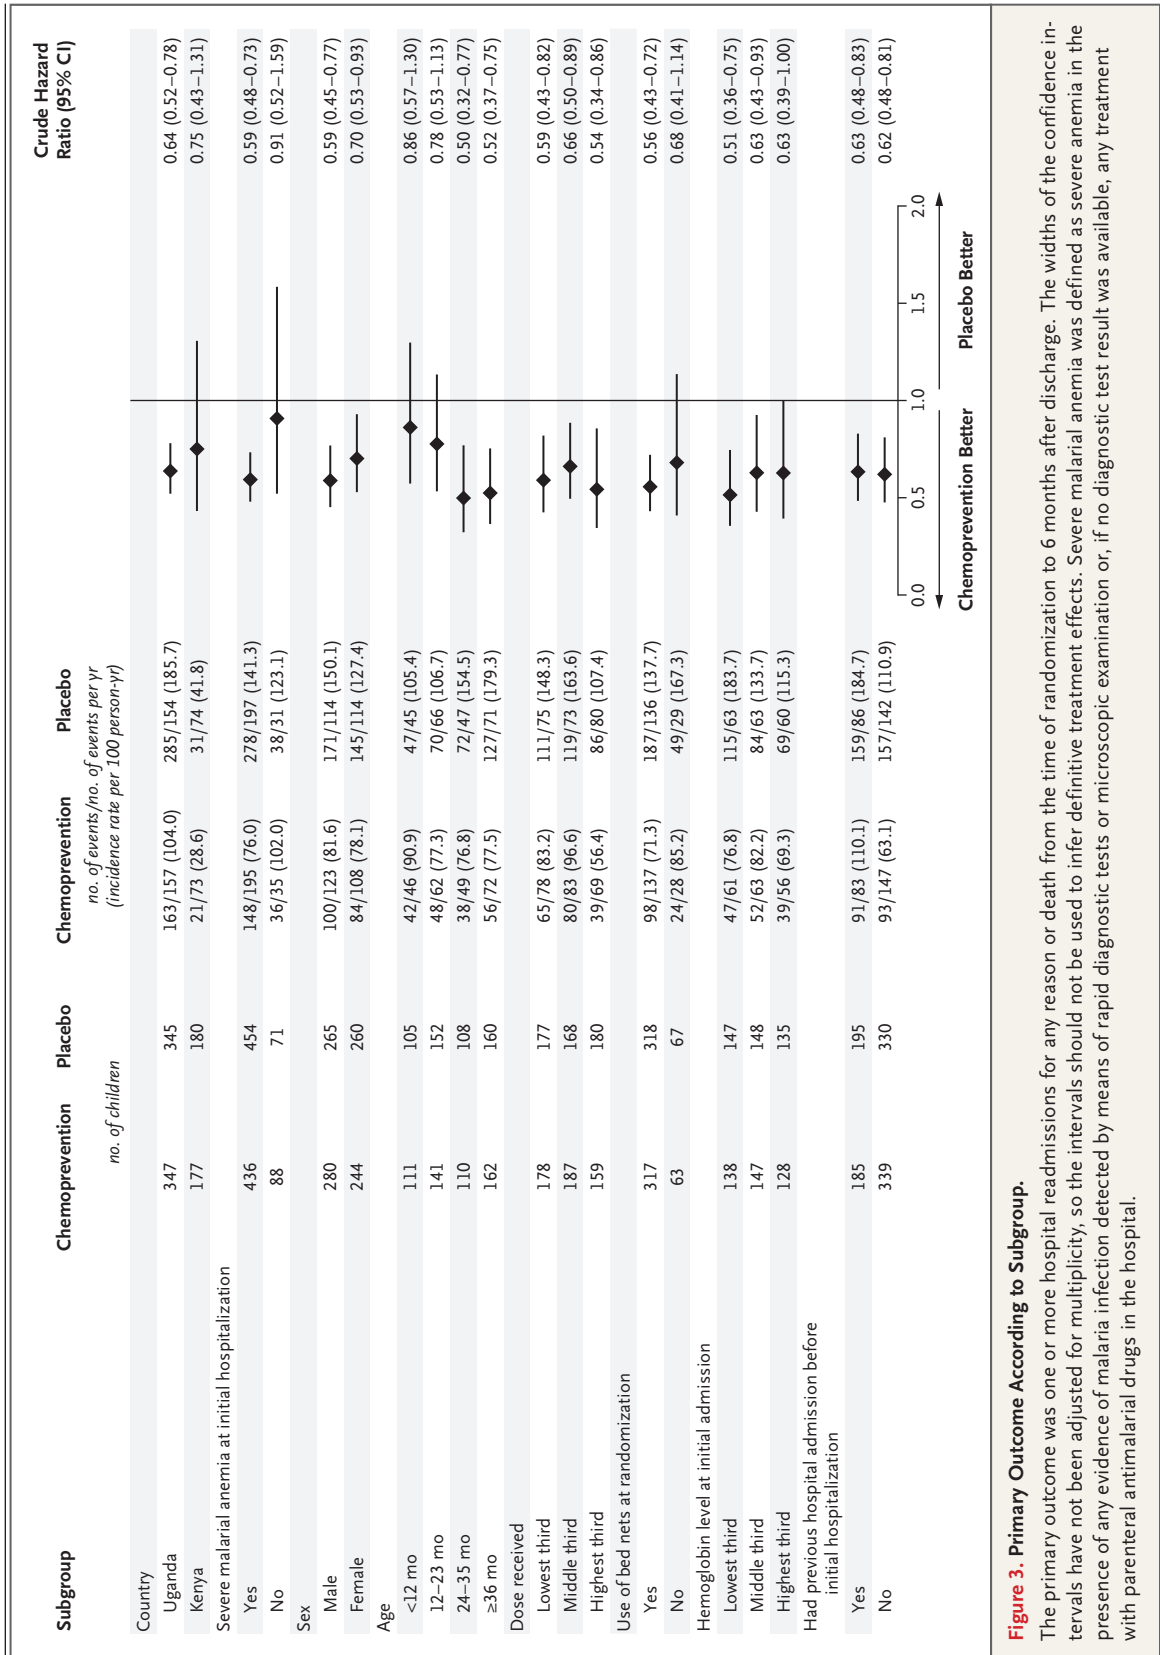 Subgroup Chemoprevention Placebo Chemoprevention Placebo Crude Hazard Ratio (95% CI)
no. of children no. of events/no. of events per yr (incidence rate per 100 person-yr)
Country
Uganda 347 345 163/157 (104.0) 285/154 (185.7) 0.64 (0.52–0.78)
Kenya 177 180 21/73 (28.6) 31/74 (41.8) 0.75 (0.43–1.31)
Severe malarial anemia at initial hospitalization
Yes 436 454 148/195 (76.0) 278/197 (141.3) 0.59 (0.48–0.73)
No 88 71 36/35 (102.0) 38/31 (123.1) 0.91 (0.52–1.59)
Sex
Male 280 265 100/123 (81.6) 171/114 (150.1) 0.59 (0.45–0.77)
Female 244 260 84/108 (78.1) 145/114 (127.4) 0.70 (0.53–0.93)
Age
<12 mo 111 105 42/46 (90.9) 47/45 (105.4) 0.86 (0.57–1.30)
12–23 mo 141 152 48/62 (77.3) 70/66 (106.7) 0.78 (0.53–1.13)
24–35 mo 110 108 38/49 (76.8) 72/47 (154.5) 0.50 (0.32–0.77)
≥36 mo 162 160 56/72 (77.5) 127/71 (179.3) 0.52 (0.37–0.75)
Dose received
Lowest third 178 177 65/78 (83.2) 111/75 (148.3) 0.59 (0.43–0.82)
Middle third 187 168 80/83 (96.6) 119/73 (163.6) 0.66 (0.50–0.89)
Highest third 159 180 39/69 (56.4) 86/80 (107.4) 0.54 (0.34–0.86)
Use of bed nets at randomization
Yes 317 318 98/137 (71.3) 187/136 (137.7) 0.56 (0.43–0.72)
No 63 67 24/28 (85.2) 49/29 (167.3) 0.68 (0.41–1.14)
Hemoglobin level at initial admission
Lowest third 138 147 47/61 (76.8) 115/63 (183.7) 0.51 (0.36–0.75)
Middle third 147 148 52/63 (82.2) 84/63 (133.7) 0.63 (0.43–0.93)
Highest third 128 135 39/56 (69.3) 69/60 (115.3) 0.63 (0.39–1.00)
Had previous hospital admission before
initial hospitalization
Yes 185 195 91/83 (110.1) 159/86 (184.7) 0.63 (0.48–0.83)
No 339 330 93/147 (63.1) 157/142 (110.9) 0.62 (0.48–0.81)
0.0 0.5 1.0 1.5 2.0
Chemoprevention Better Placebo Better
Figure 3. Primary Outcome According to Subgroup.
The primary outcome was one or more hospital readmissions for any reason or death from the time of randomization to 6 months after discharge. The widths of the confidence in-
tervals have not been adjusted for multiplicity, so the intervals should not be used to infer definitive treatment effects. Severe malarial anemia was defined as severe anemia in the
presence of any evidence of malaria infection detected by means of rapid diagnostic tests or microscopic examination or, if no diagnostic test result was available, any treatment
with parenteral antimalarial drugs in the hospital.